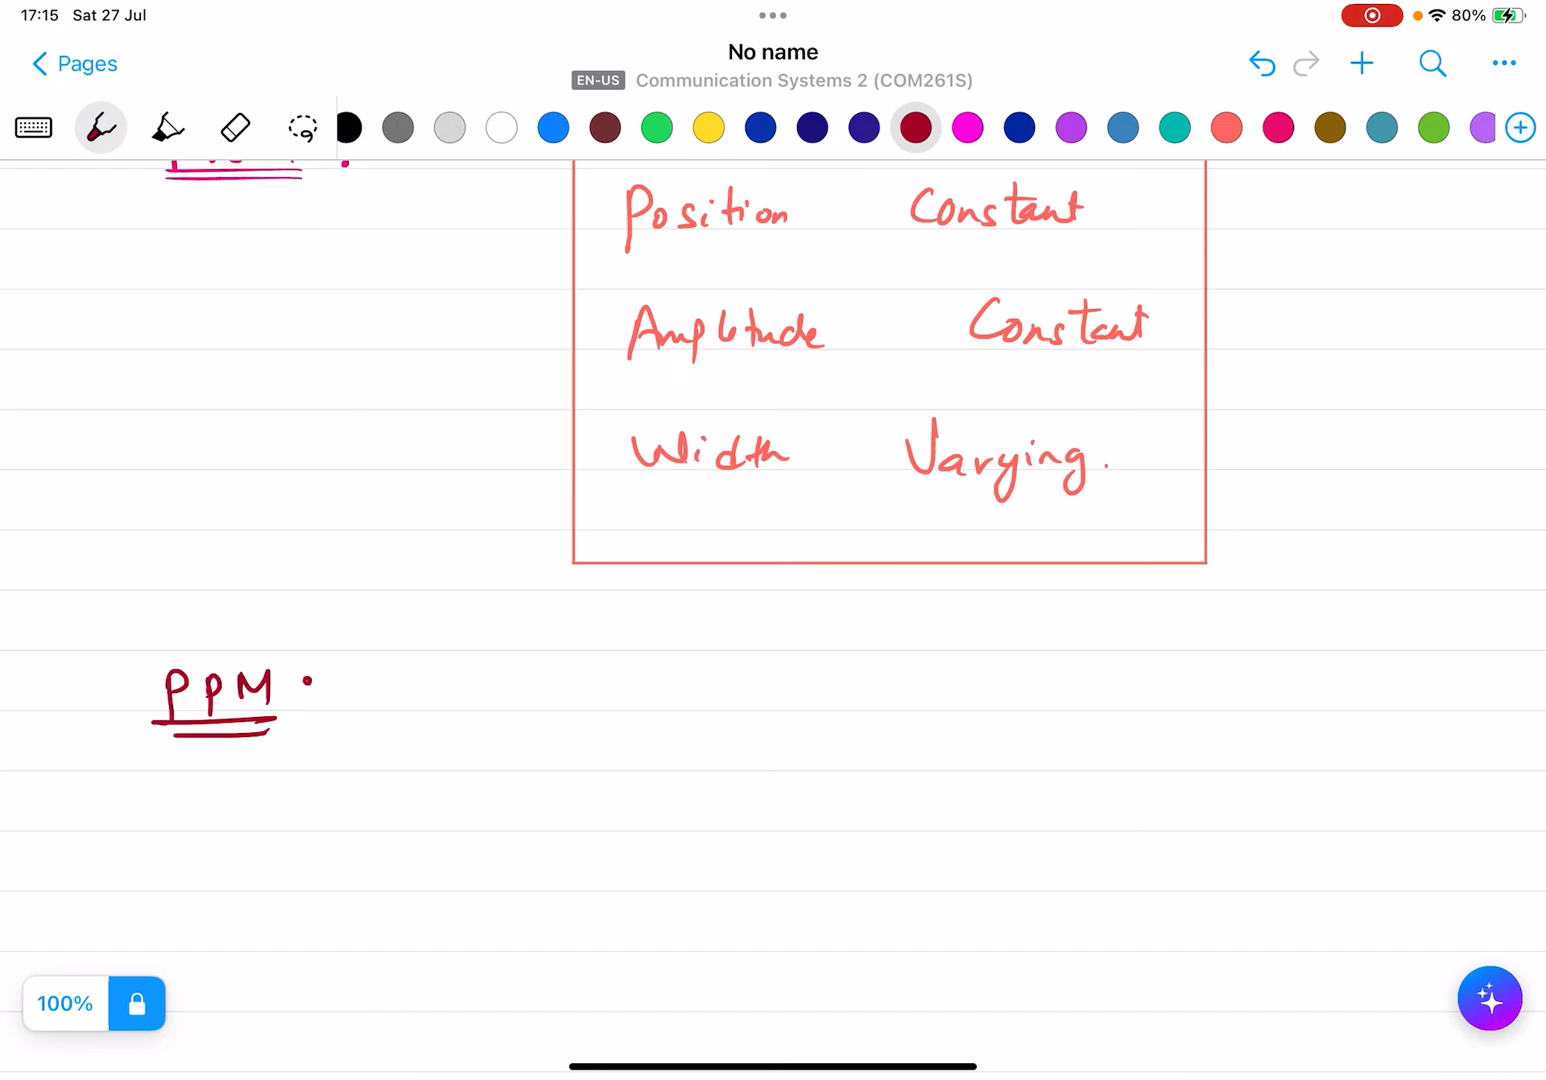 17:15 Sat 27 Jul
80%
Pages
No name
EN-US Communication Systems 2 (COM261S)
Position Constant
Amplitude Constant
Width Varying.
PPM
100%